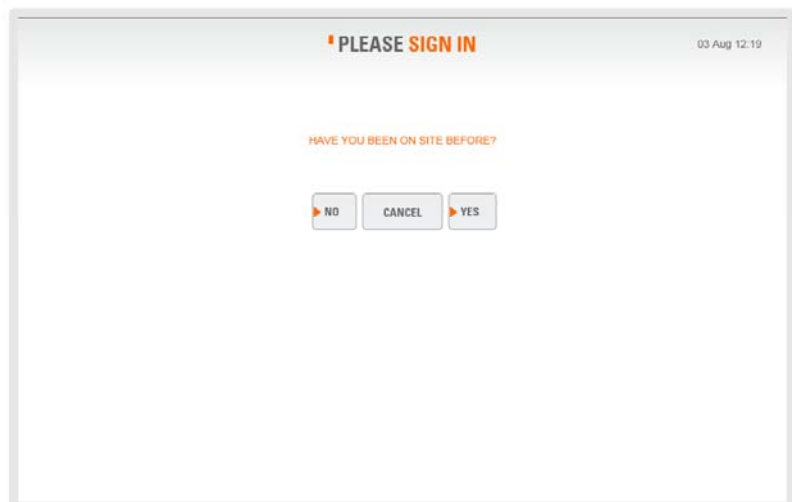 PLEASE SIGN IN
03 Aug 12:19
HAVE YOU BEEN ON SITE BEFORE?
NO
CANCEL
YES